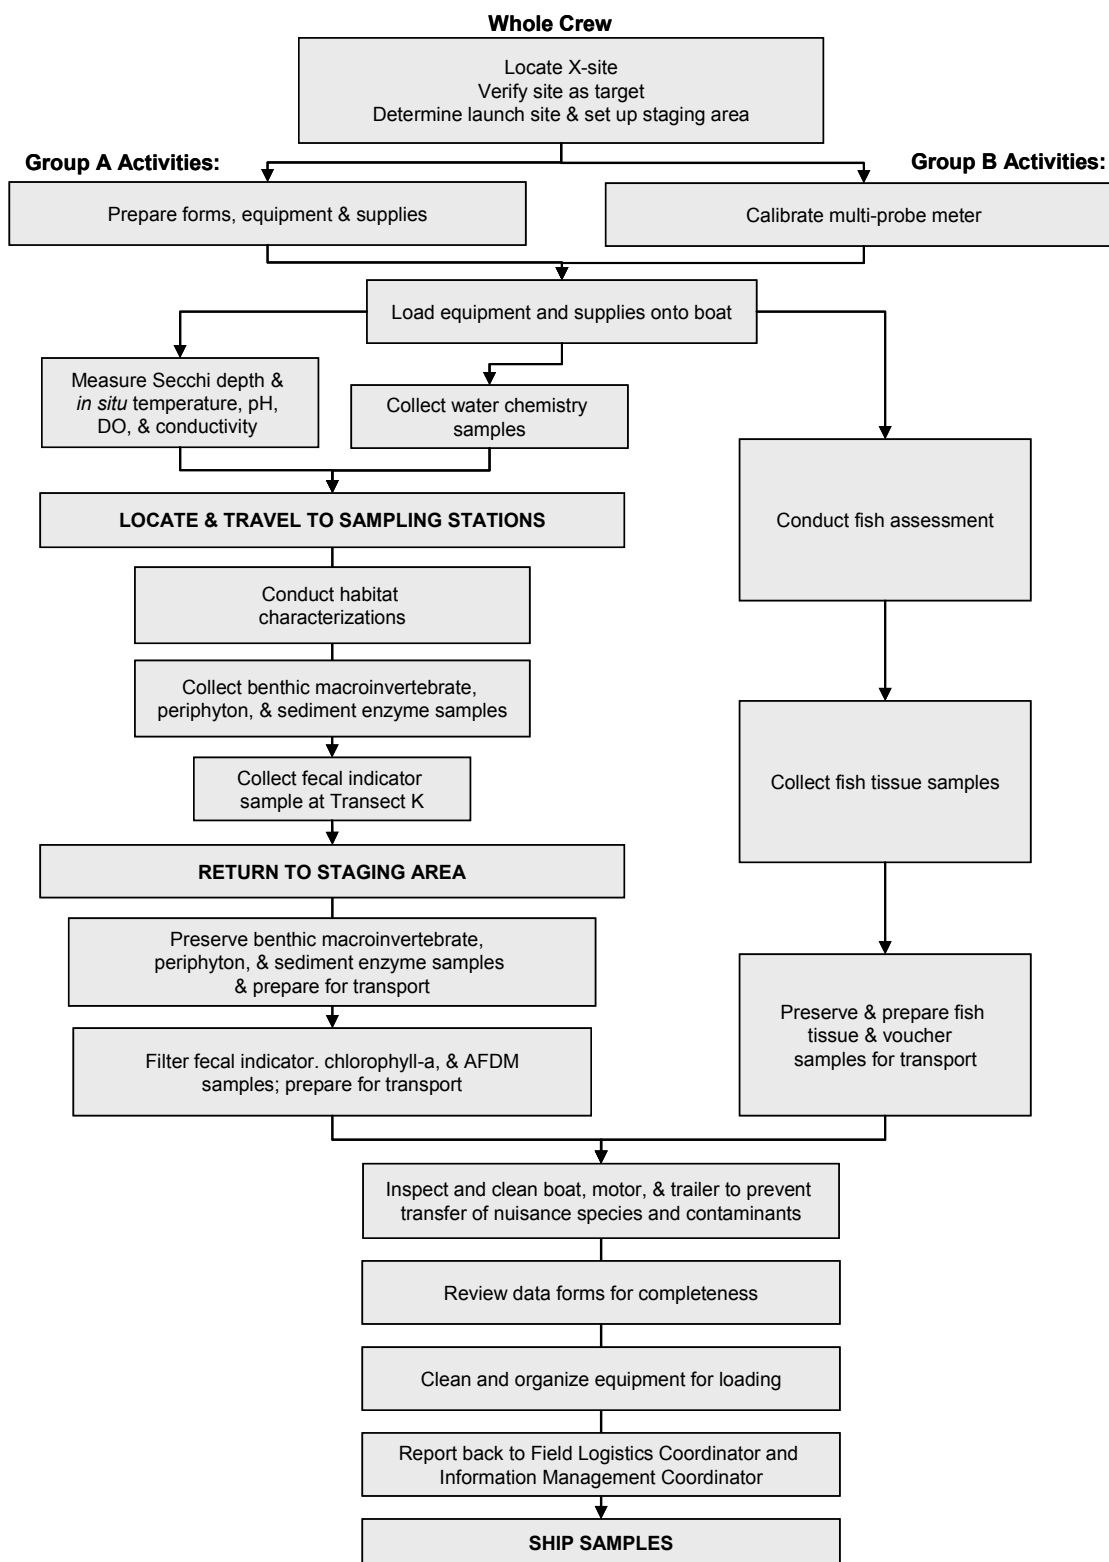 Whole Crew
Locate X-site
Verify site as target
Determine launch site & set up staging area
Group A Activities:
Group B Activities:
Prepare forms, equipment & supplies
Calibrate multi-probe meter
Load equipment and supplies onto boat
Measure Secchi depth &
in situ temperature, pH,
DO, & conductivity
Collect water chemistry
samples
LOCATE & TRAVEL TO SAMPLING STATIONS
Conduct fish assessment
Conduct habitat
characterizations
Collect benthic macroinvertebrate,
periphyton, & sediment enzyme samples
Collect fish tissue samples
Collect fecal indicator
sample at Transect K
RETURN TO STAGING AREA
Preserve benthic macroinvertebrate,
periphyton, & sediment enzyme samples
& prepare for transport
Preserve & prepare fish
tissue & voucher
samples for transport
Filter fecal indicator. chlorophyll-a, & AFDM
samples; prepare for transport
Inspect and clean boat, motor, & trailer to prevent
transfer of nuisance species and contaminants
Review data forms for completeness
Clean and organize equipment for loading
Report back to Field Logistics Coordinator and
Information Management Coordinator
SHIP SAMPLES